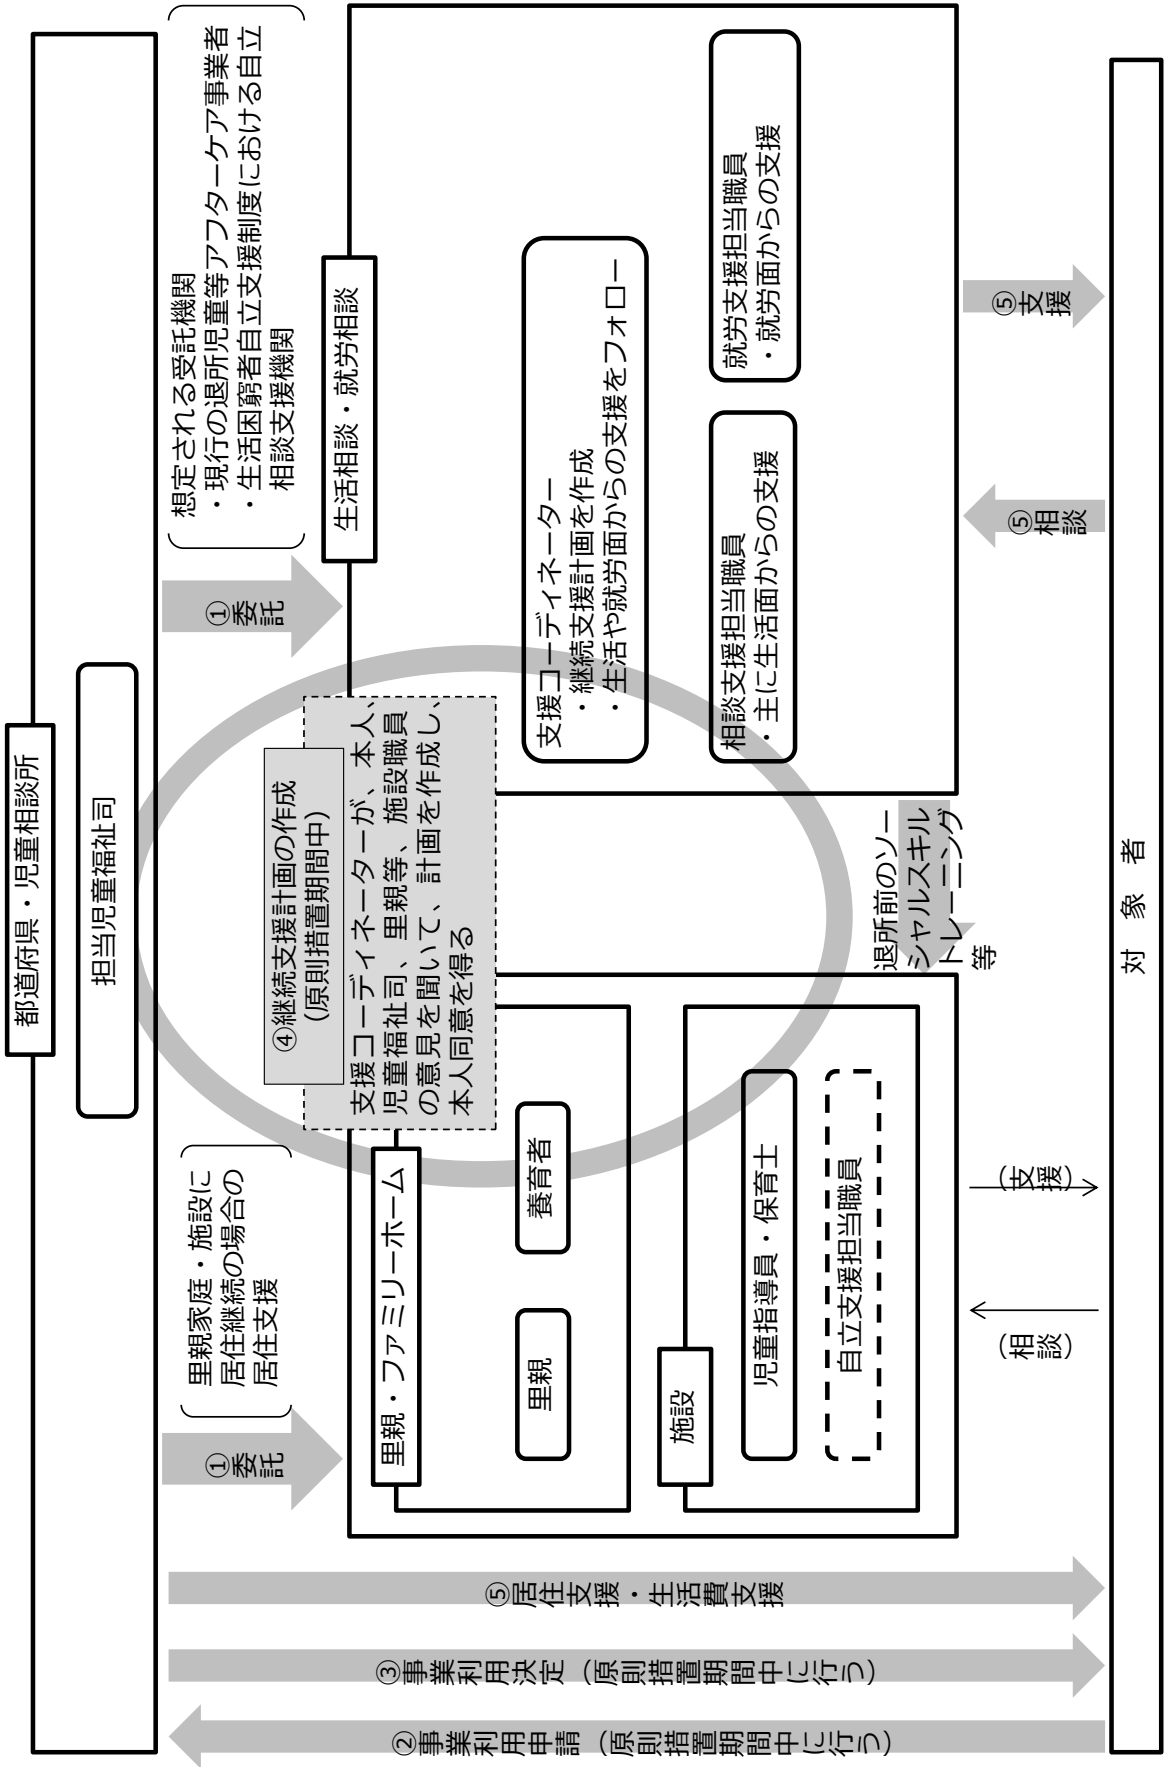 都道府県・児童相談所
担当児童福祉司
里親家庭・施設に
居住継続の場合の
居住支援
想定される受託機関
・現行の退所児童等アフターケア事業者
・生活困窮者自立支援制度における自立
相談支援機関
①委託
①委託
④継続支援計画の作成
（原則措置期間中）
支援コーディネーターが、本人、
児童福祉司、里親等、施設職員
の意見を聞いて、計画を作成し、
本人同意を得る
里親・ファミリーホーム
里親
養育者
施設
児童指導員・保育士
自立支援担当職員
生活相談・就労相談
支援コーディネーター
・継続支援計画を作成
・生活や就労面からの支援をフォロー
相談支援担当職員
・主に生活面からの支援
就労支援担当職員
・就労面からの支援
退所前のソー
シャルスキル
トレーニング
等
②事業利用申請（原則措置期間中に行う）
③事業利用決定（原則措置期間中に行う）
⑤居住支援・生活費支援
（相談）
（支援）
⑤相談
⑤支援
対象者